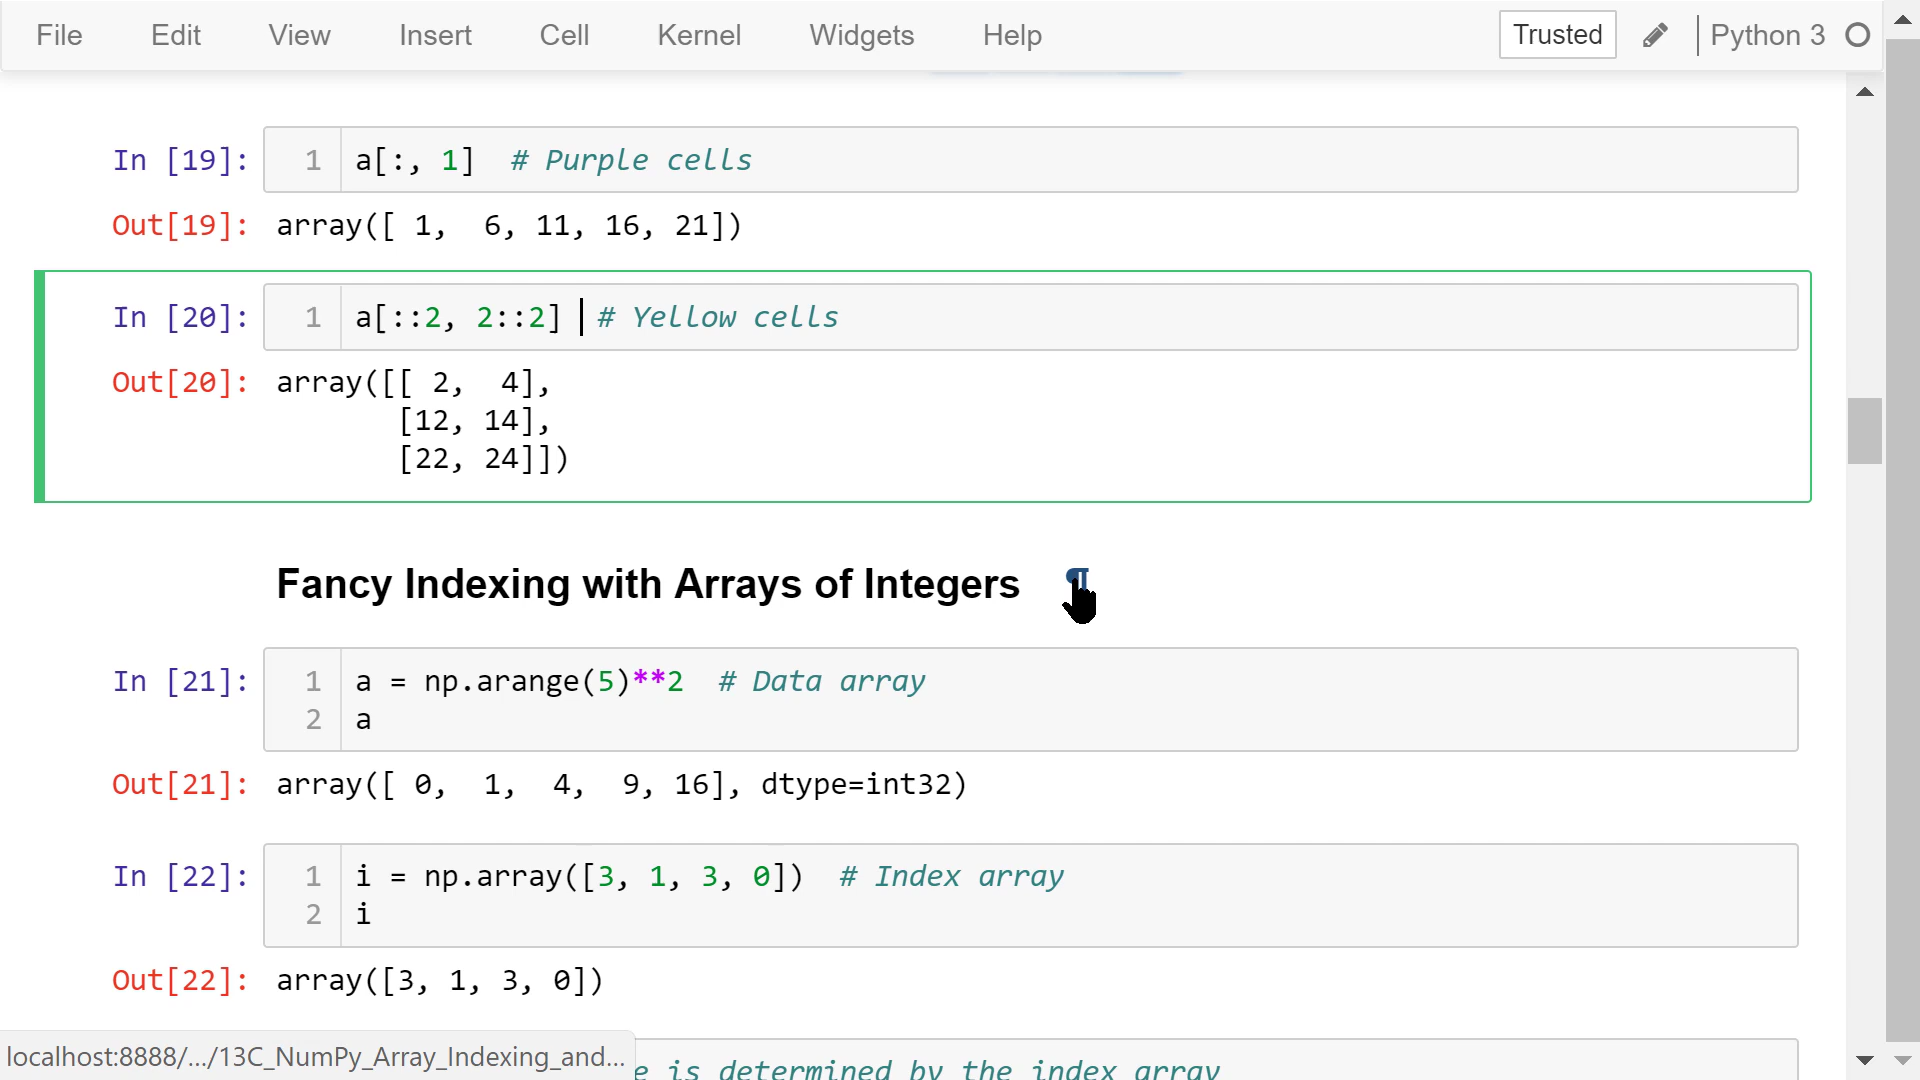 File Edit View Insert Cell Kernel Widgets Help Trusted Python 3
In [19]: 1 a[:, 1] # Purple cells
Out[19]: array([ 1, 6, 11, 16, 21])
In [20]: 1 a[::2, 2::2] # Yellow cells
Out[20]: array([[ 2, 4],
[12, 14],
[22, 24]])
Fancy Indexing with Arrays of Integers ¶
In [21]: 1 a = np.arange(5)**2 # Data array
2 a
Out[21]: array([ 0, 1, 4, 9, 16], dtype=int32)
In [22]: 1 i = np.array([3, 1, 3, 0]) # Index array
2 i
Out[22]: array([3, 1, 3, 0])
localhost:8888/.../13C_NumPy_Array_Indexing_and...
e is determined by the index array